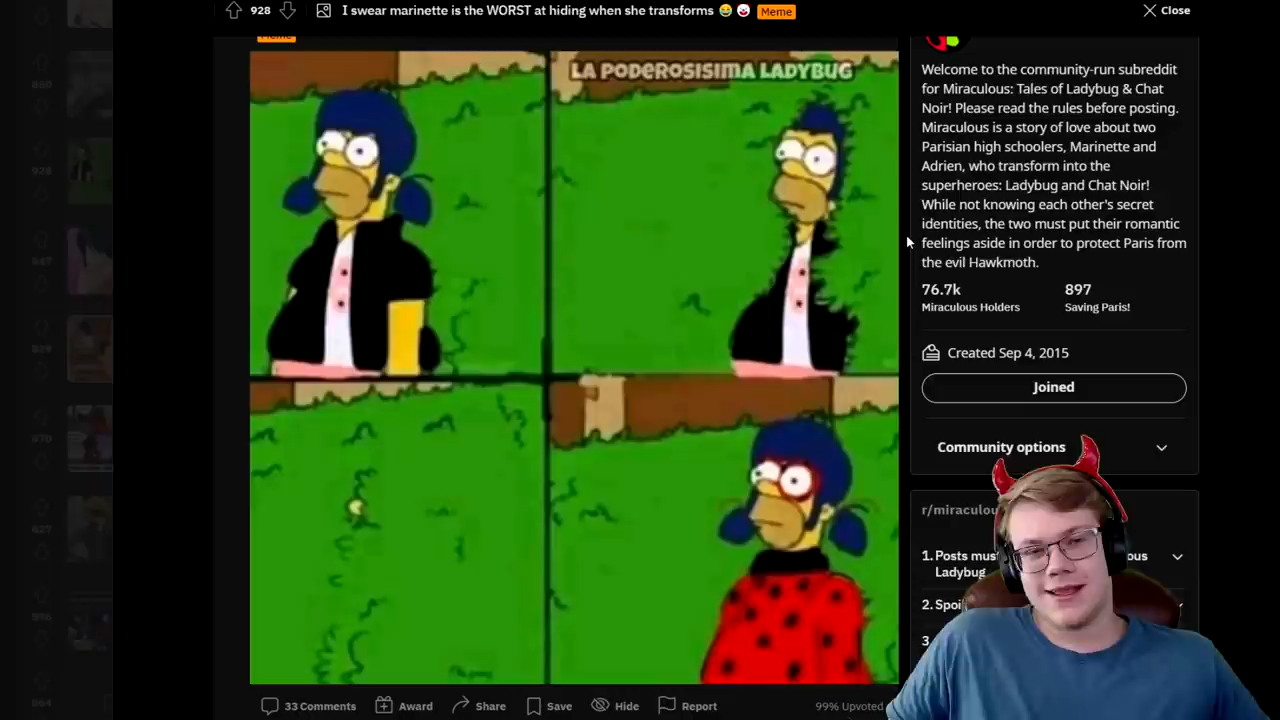 928
I swear marinette is the WORST at hiding when she transforms 😂 🤡
Meme
Close
LA PODEROSISIMA LADYBUG
Welcome to the community-run subreddit
for Miraculous: Tales of Ladybug & Chat
Noir! Please read the rules before posting.
Miraculous is a story of love about two
Parisian high schoolers, Marinette and
Adrien, who transform into the
superheroes: Ladybug and Chat Noir!
While not knowing each other's secret
identities, the two must put their romantic
feelings aside in order to protect Paris from
the evil Hawkmoth.
76.7k 897
Miraculous Holders Saving Paris!
Created Sep 4, 2015
Joined
Community options
r/miraculou
1. Posts mus ous
Ladybug
2. Spoi
3.
33 Comments Award Share Save Hide Report 99% Upvoted